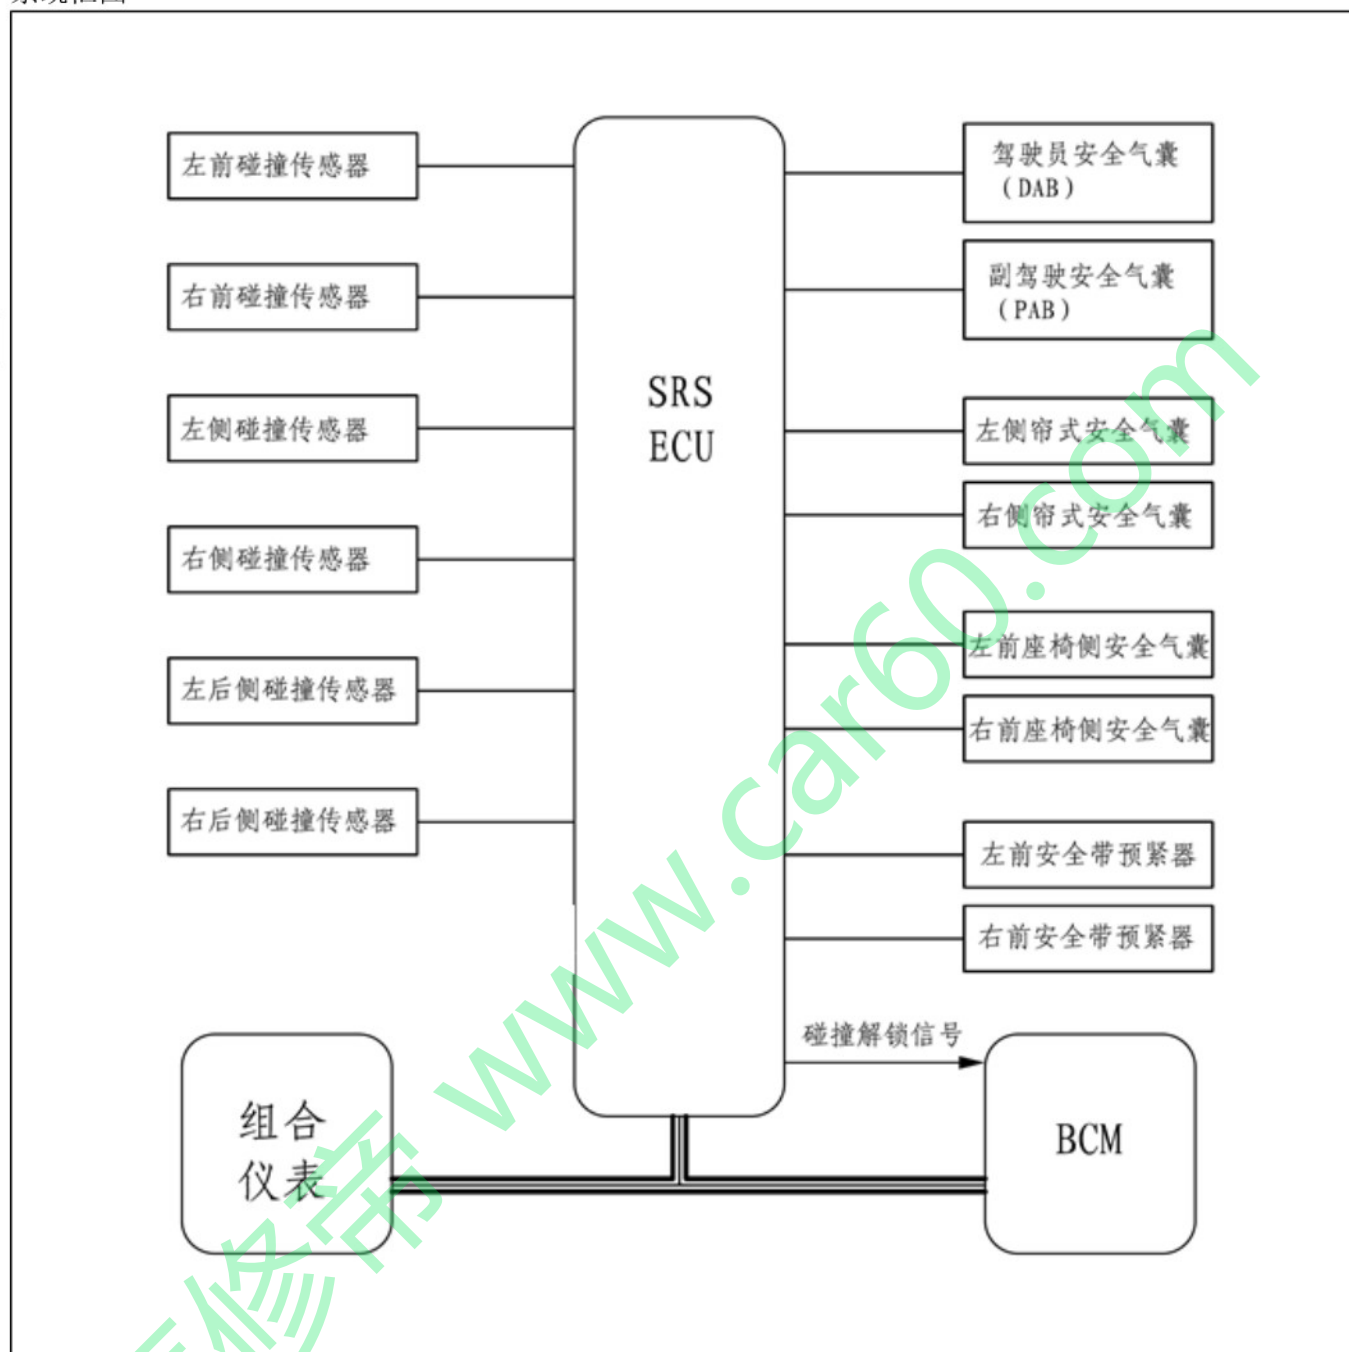 系统框图
左前碰撞传感器
右前碰撞传感器
左侧碰撞传感器
右侧碰撞传感器
左后侧碰撞传感器
右后侧碰撞传感器
SRS
ECU
驾驶员安全气囊
(DAB)
副驾驶安全气囊
(PAB)
左侧帘式安全气囊
右侧帘式安全气囊
左前座椅侧安全气囊
右前座椅侧安全气囊
左前安全带预紧器
右前安全带预紧器
碰撞解锁信号
组合
仪表
BCM
修帝 www.car60.com